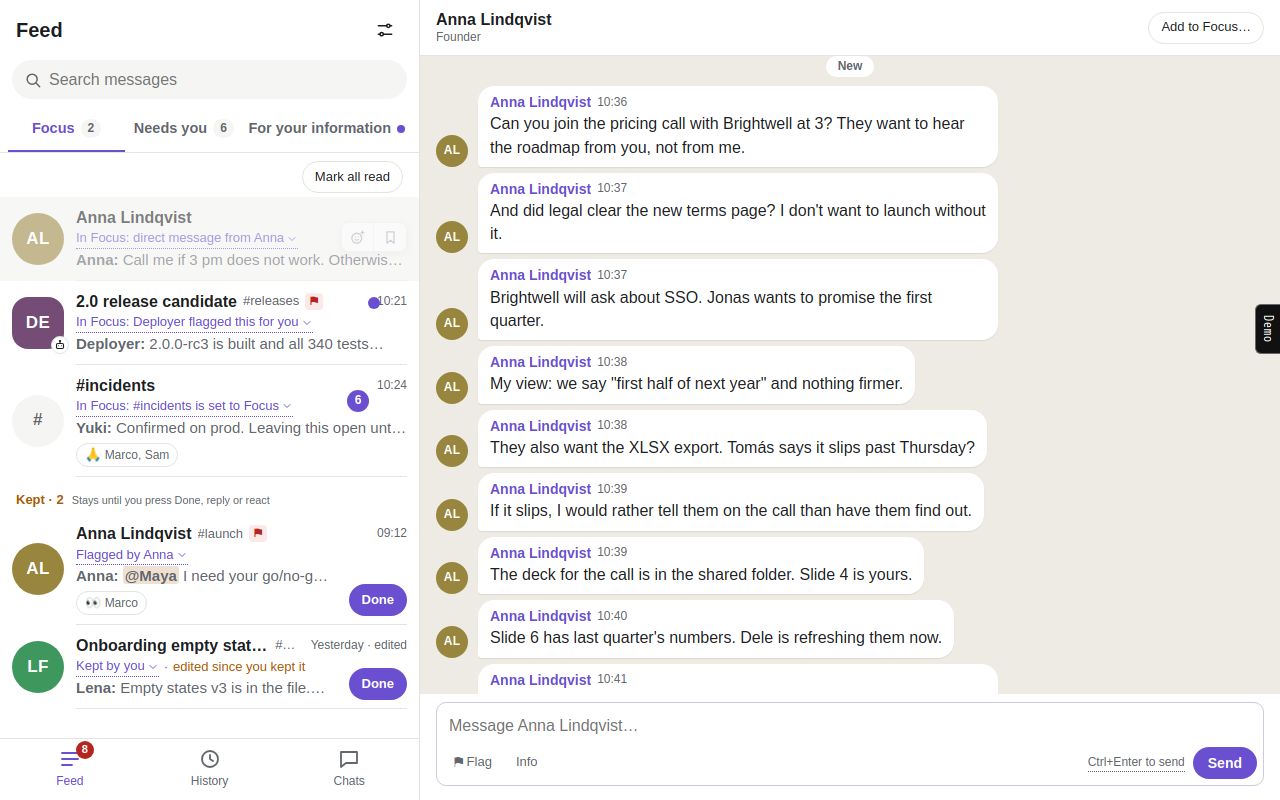 Feed
Search messages
Focus 2
Needs you 6
For your information
Mark all read
AL
Anna Lindqvist
In Focus: direct message from Anna
Anna: Call me if 3 pm does not work. Otherwis…
DE
2.0 release candidate #releases 10:21
In Focus: Deployer flagged this for you
Deployer: 2.0.0-rc3 is built and all 340 tests…
#
#incidents 10:24
In Focus: #incidents is set to Focus 6
Yuki: Confirmed on prod. Leaving this open unt…
🙏 Marco, Sam
Kept · 2 Stays until you press Done, reply or react
AL
Anna Lindqvist #launch 09:12
Flagged by Anna
Anna: @Maya I need your go/no-g…
👀 Marco
Done
LF
Onboarding empty stat… #… Yesterday · edited
Kept by you · edited since you kept it
Lena: Empty states v3 is in the file.…
Done
8
Feed
History
Chats
Anna Lindqvist
Founder
Add to Focus…
New
Anna Lindqvist 10:36
Can you join the pricing call with Brightwell at 3? They want to hear
the roadmap from you, not from me.
AL
Anna Lindqvist 10:37
And did legal clear the new terms page? I don't want to launch without
it.
AL
Anna Lindqvist 10:37
Brightwell will ask about SSO. Jonas wants to promise the first
quarter.
AL
Anna Lindqvist 10:38
My view: we say "first half of next year" and nothing firmer.
AL
Anna Lindqvist 10:38
They also want the XLSX export. Tomás says it slips past Thursday?
AL
Anna Lindqvist 10:39
If it slips, I would rather tell them on the call than have them find out.
AL
Anna Lindqvist 10:39
The deck for the call is in the shared folder. Slide 4 is yours.
AL
Anna Lindqvist 10:40
Slide 6 has last quarter's numbers. Dele is refreshing them now.
AL
Anna Lindqvist 10:41
Message Anna Lindqvist…
Flag
Info
Ctrl+Enter to send
Send
Demo